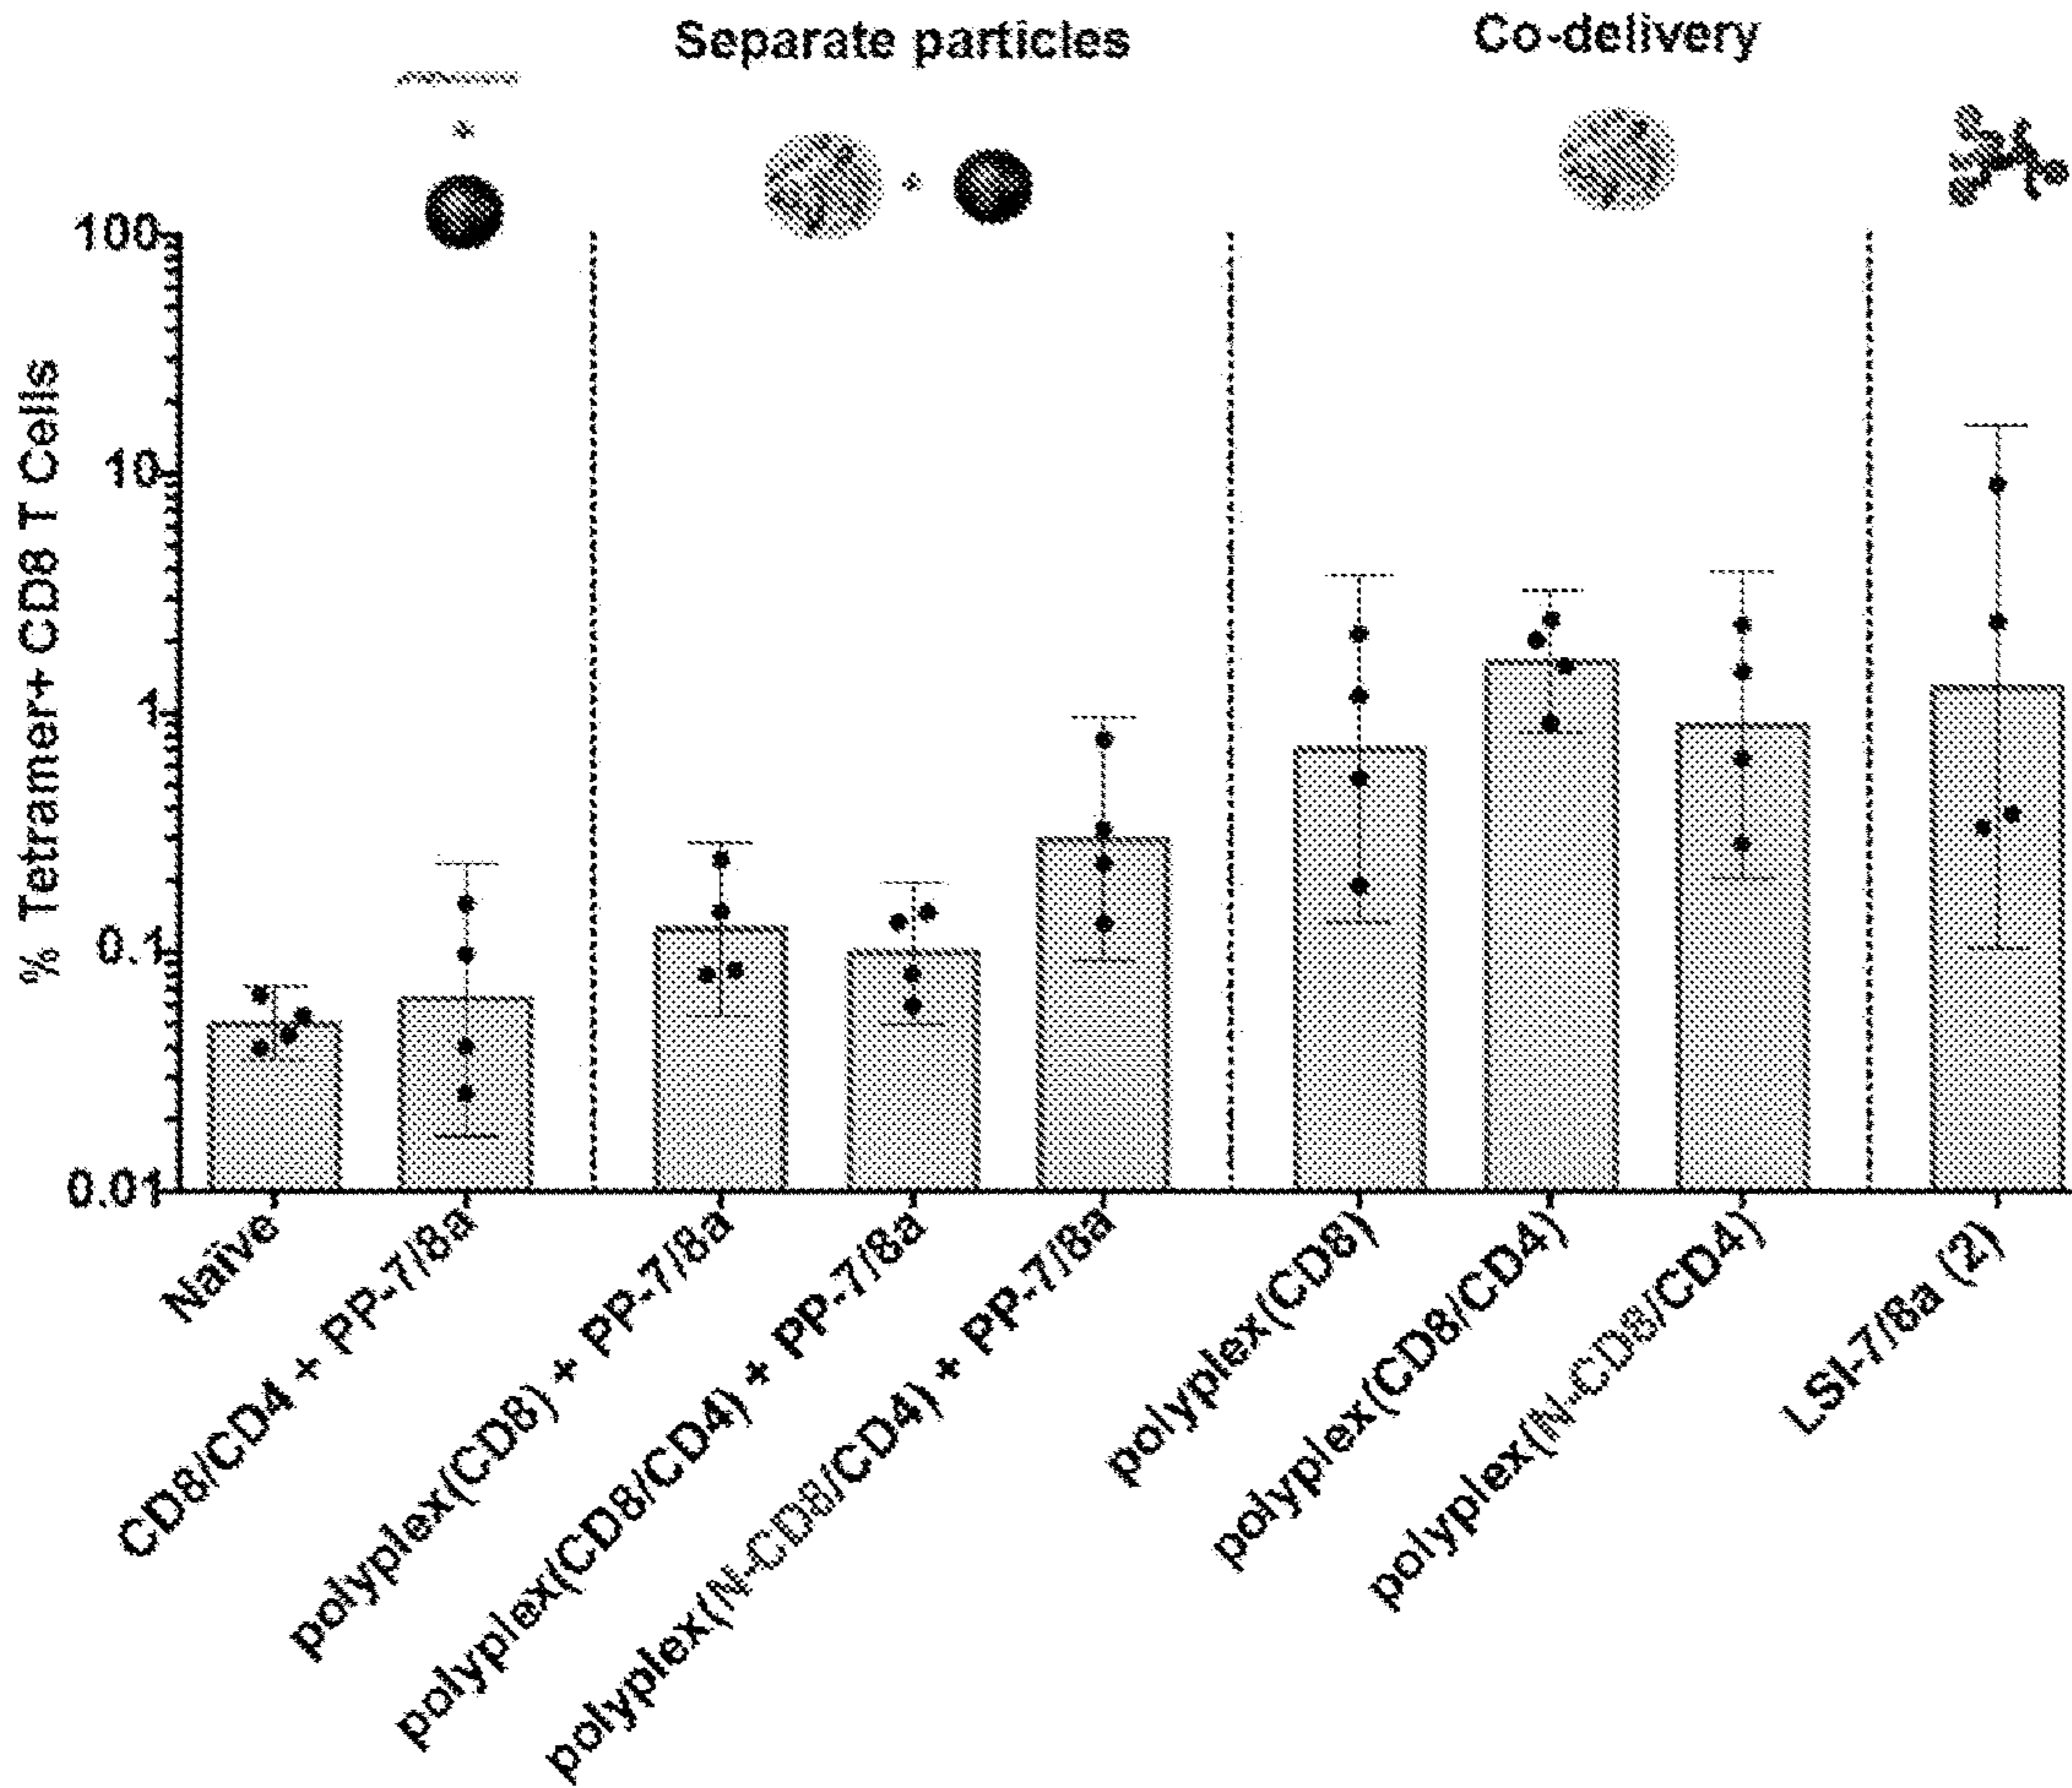 Separate particles
Co-delivery
% Tetramer+ CD8 T Cells
100
10
1
0.1
0.01
Naïve
CD8/CD4 + PP-7/8a
polyplex(CD8) + PP-7/8a
polyplex(CD8/CD4) + PP-7/8a
polyplex(N-CD8/CD4) + PP-7/8a
polyplex(CD8)
polyplex(CD8/CD4)
polyplex(N-CD8/CD4)
LSI-7/8a (2)